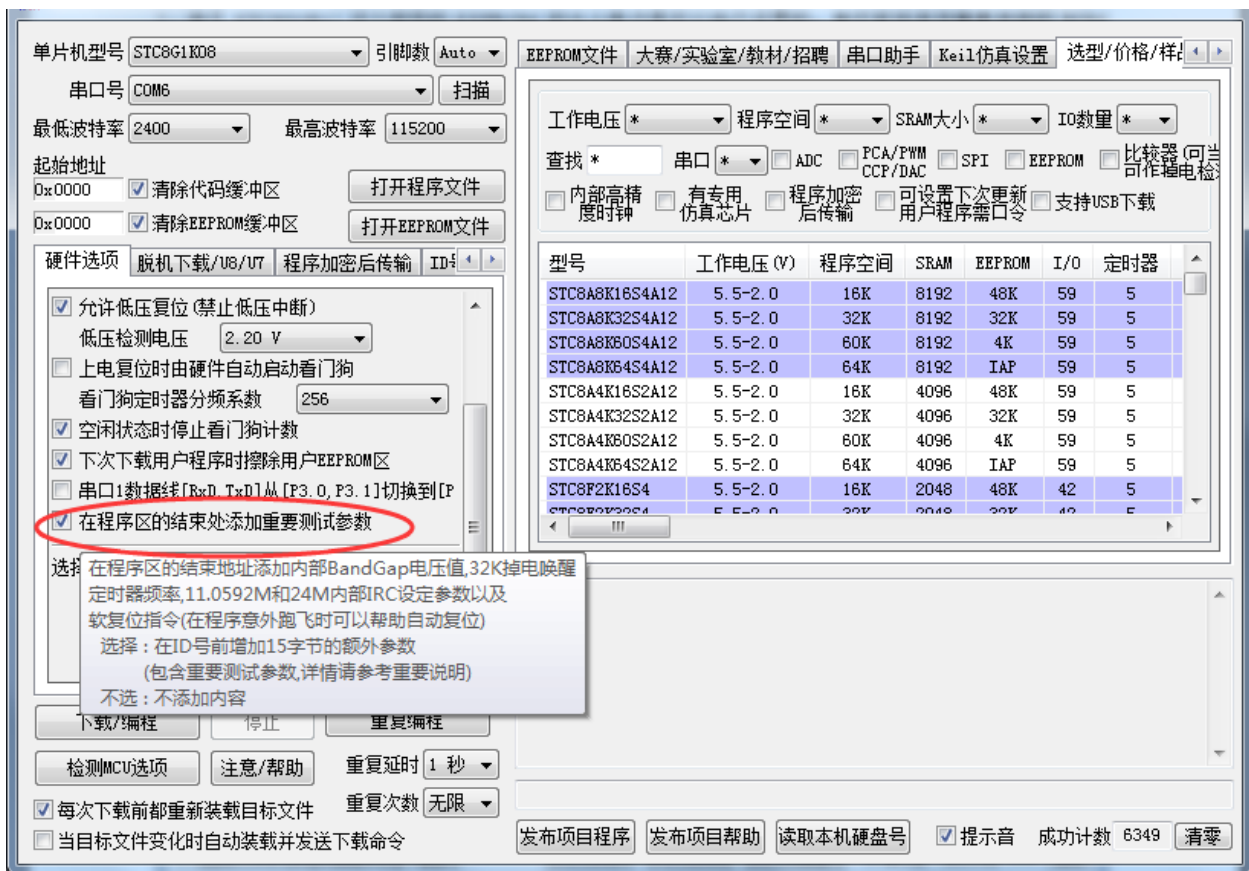 单片机型号 STC8G1K08 引脚数 Auto
串口号 COM6 扫描
最低波特率 2400 最高波特率 115200
起始地址
0x0000 清除代码缓冲区 打开程序文件
0x0000 清除EEPROM缓冲区 打开EEPROM文件
硬件选项 脱机下载/U8/U7 程序加密后传输
允许低压复位(禁止低压中断)
低压检测电压 2.20 V
上电复位时由硬件自动启动看门狗
看门狗定时器分频系数 256
空闲状态时停止看门狗计数
下次下载用户程序时擦除用户EEPROM区
串口1数据线[RxD,TxD]从[P3.0,P3.1]切换到[P
在程序区的结束处添加重要测试参数
选择
在程序区的结束地址添加内部BandGap电压值,32K掉电唤醒
定时器频率,11.0592M和24M内部IRC设定参数以及
软复位指令(在程序意外跑飞时可以帮助自动复位)
选择：在ID号前增加15字节的额外参数
(包含重要测试参数,详情请参考重要说明)
不选：不添加内容
下载/编程 停止 重复编程
检测MCU选项 注意/帮助 重复延时 1 秒
每次下载前都重新装载目标文件 重复次数 无限
当目标文件变化时自动装载并发送下载命令
EEPROM文件 大赛/实验室/教材/招聘 串口助手 Keil仿真设置 选型/价格/样品
工作电压 * 程序空间 * SRAM大小 * IO数量 *
查找 * 串口 * ADC PCA/PWM CCP/DAC SPI EEPROM 比较器(可当
可作掉电检
内部高精度时钟 有专用仿真芯片 程序加密后传输 可设置下次更新用户程序需口令 支持USB下载
型号 工作电压(V) 程序空间 SRAM EEPROM I/O 定时器
STC8A8K16S4A12 5.5-2.0 16K 8192 48K 59 5
STC8A8K32S4A12 5.5-2.0 32K 8192 32K 59 5
STC8A8K60S4A12 5.5-2.0 60K 8192 4K 59 5
STC8A8K64S4A12 5.5-2.0 64K 8192 IAP 59 5
STC8A4K16S2A12 5.5-2.0 16K 4096 48K 59 5
STC8A4K32S2A12 5.5-2.0 32K 4096 32K 59 5
STC8A4K60S2A12 5.5-2.0 60K 4096 4K 59 5
STC8A4K64S2A12 5.5-2.0 64K 4096 IAP 59 5
STC8F2K16S4 5.5-2.0 16K 2048 48K 42 5
STC8F2K32S4 5.5-2.0 32K 2048 32K 42 5
发布项目程序 发布项目帮助 读取本机硬盘号 提示音 成功计数 6349 清零